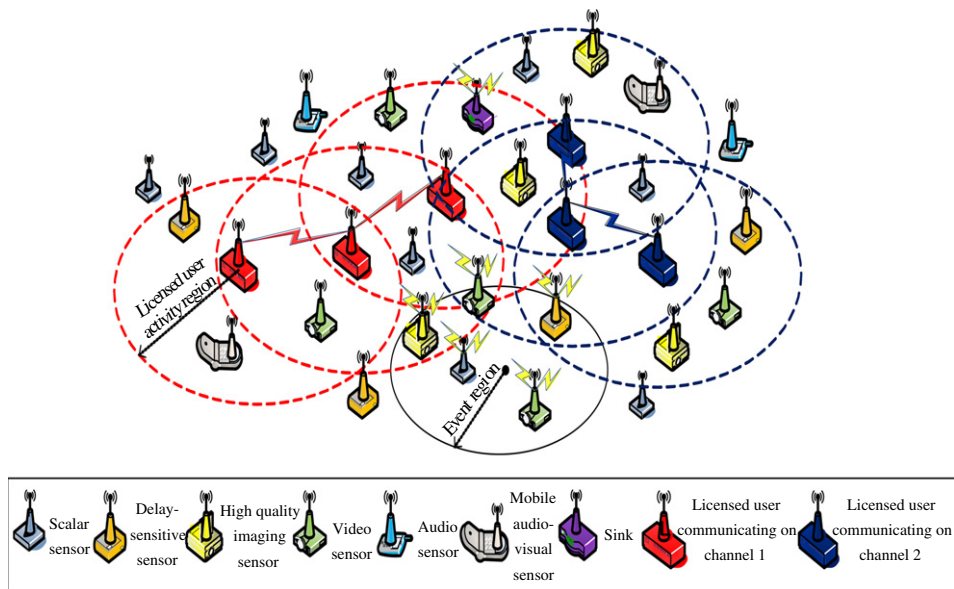 Licensed user
activity region
Event region
Scalar
sensor
Delay-
sensitive
sensor
High quality
imaging
sensor
Video
sensor
Audio
sensor
Mobile
audio-
visual
sensor
Sink
Licensed user
communicating on
channel 1
Licensed user
communicating on
channel 2